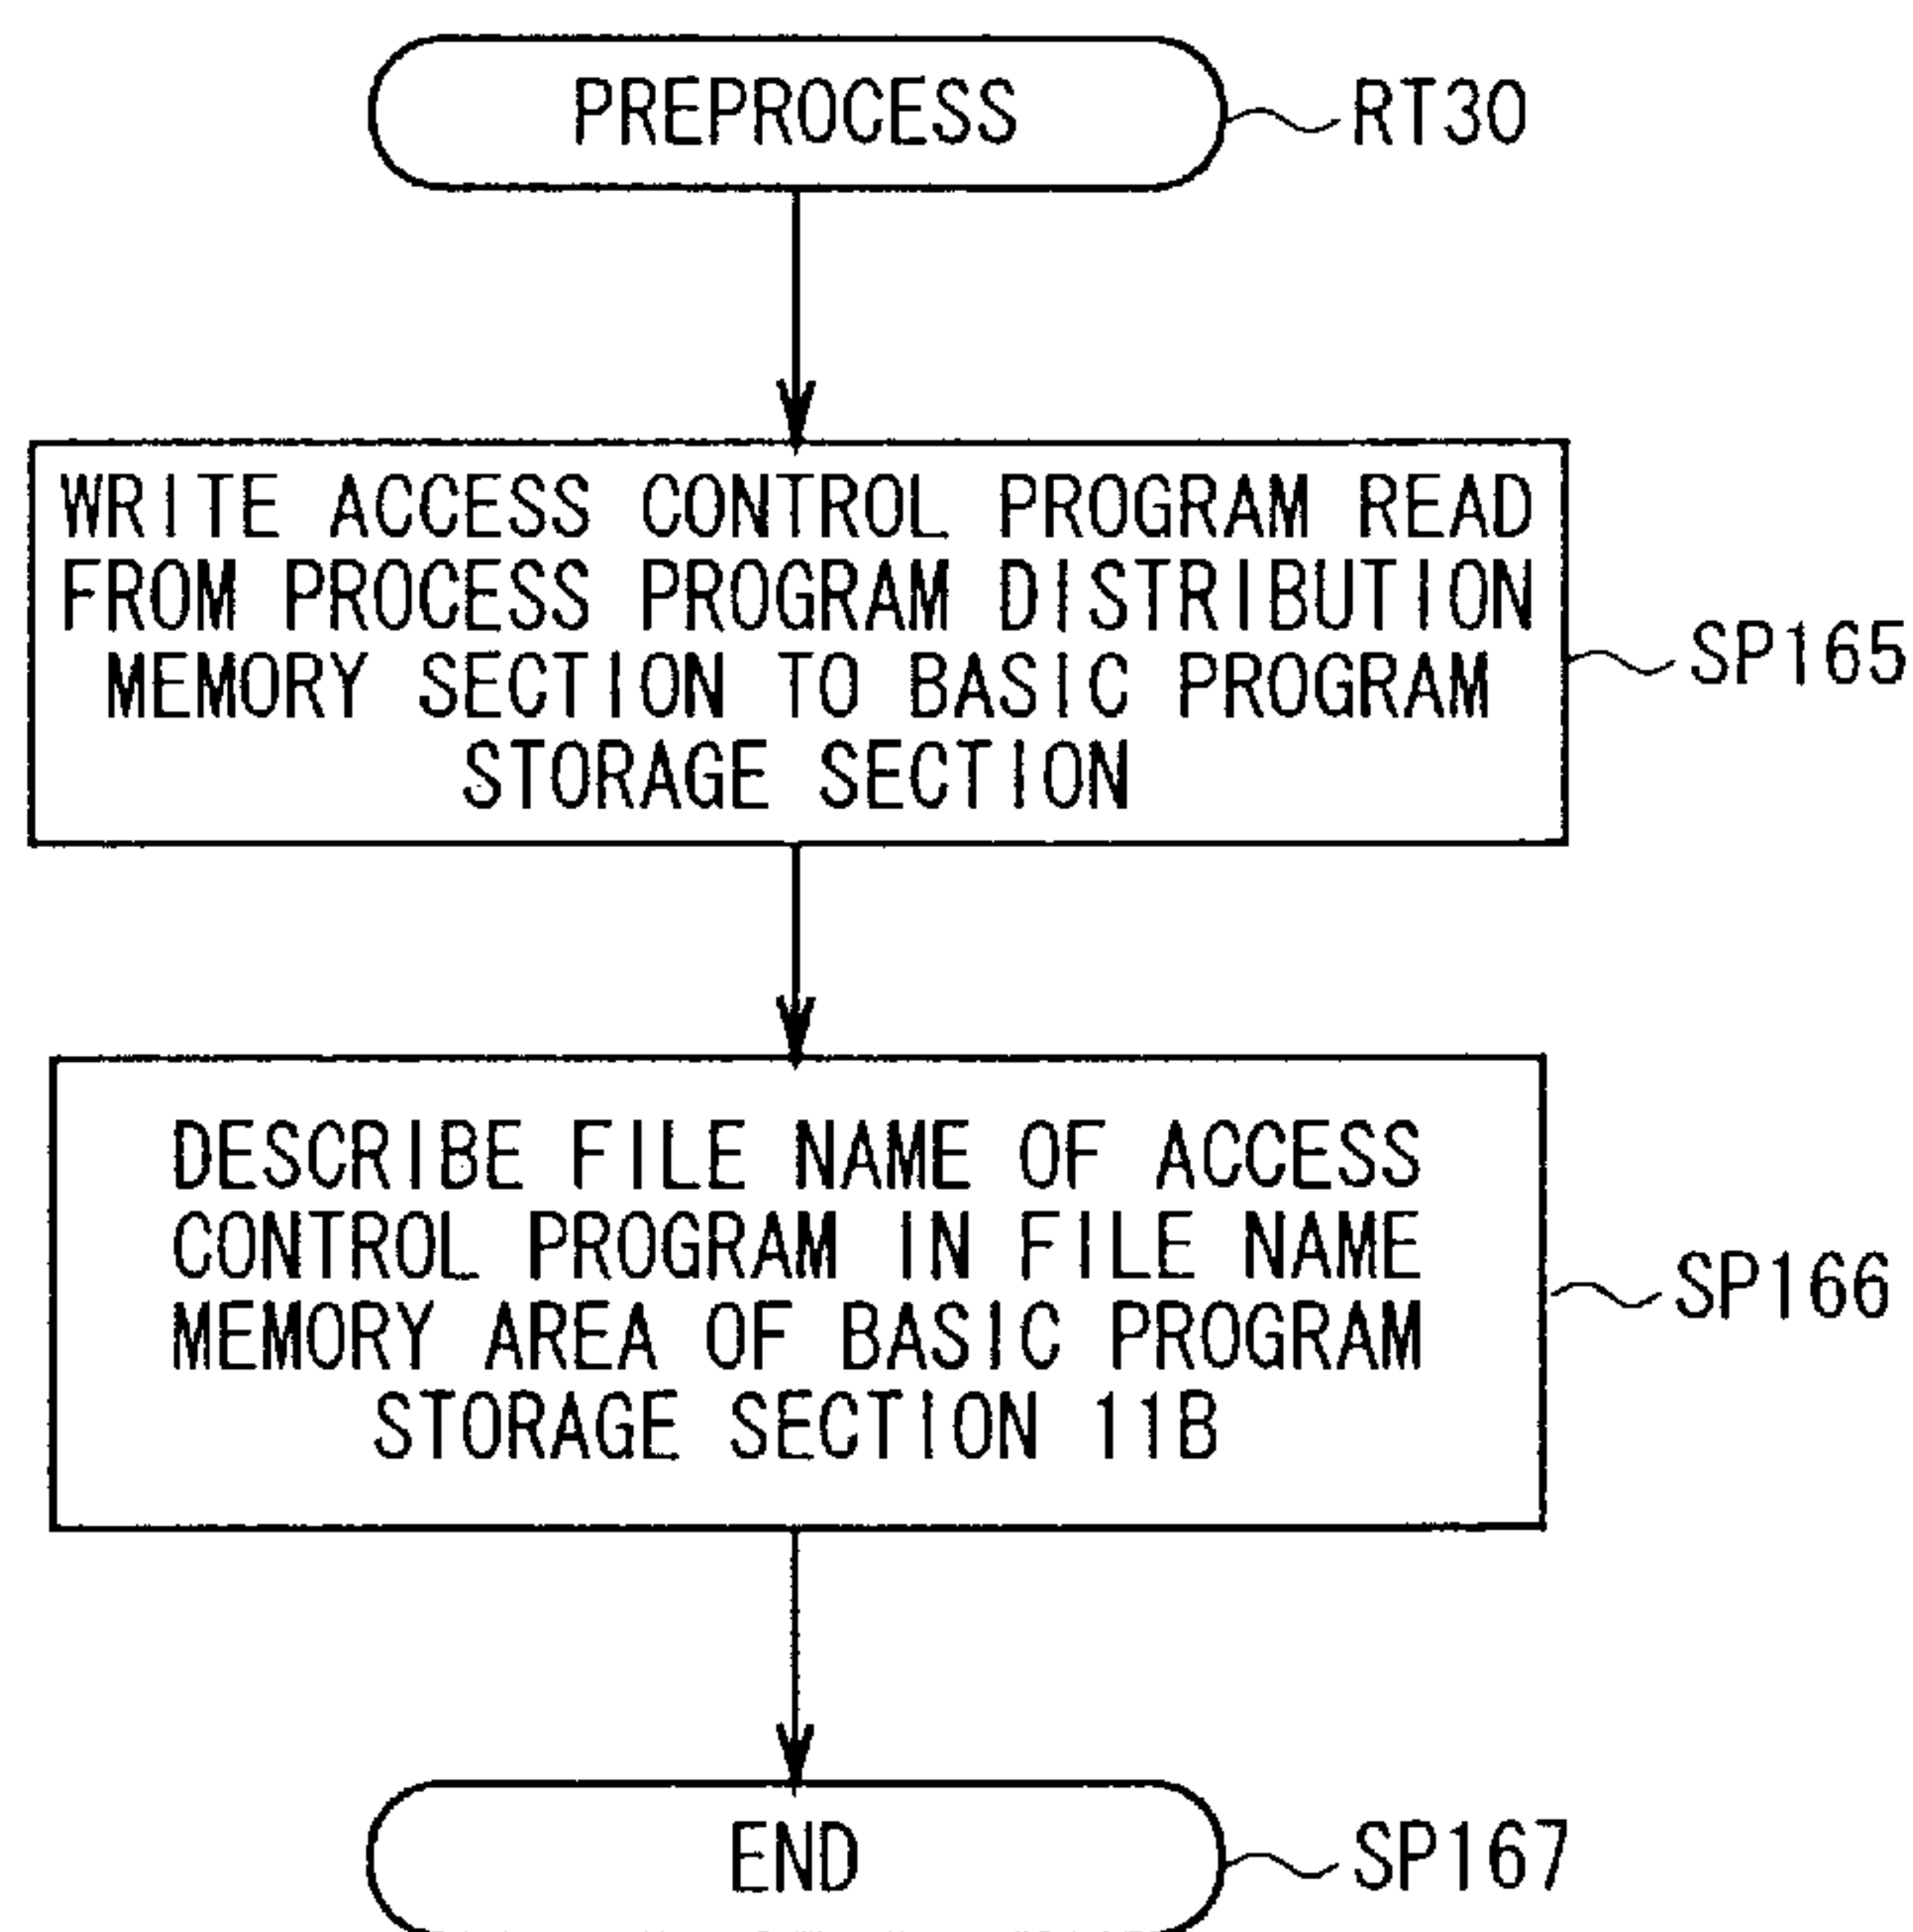 PREPROCESS
RT30
WRITE ACCESS CONTROL PROGRAM READ
FROM PROCESS PROGRAM DISTRIBUTION
MEMORY SECTION TO BASIC PROGRAM
STORAGE SECTION
SP165
DESCRIBE FILE NAME OF ACCESS
CONTROL PROGRAM IN FILE NAME
MEMORY AREA OF BASIC PROGRAM
STORAGE SECTION 11B
SP166
END
SP167